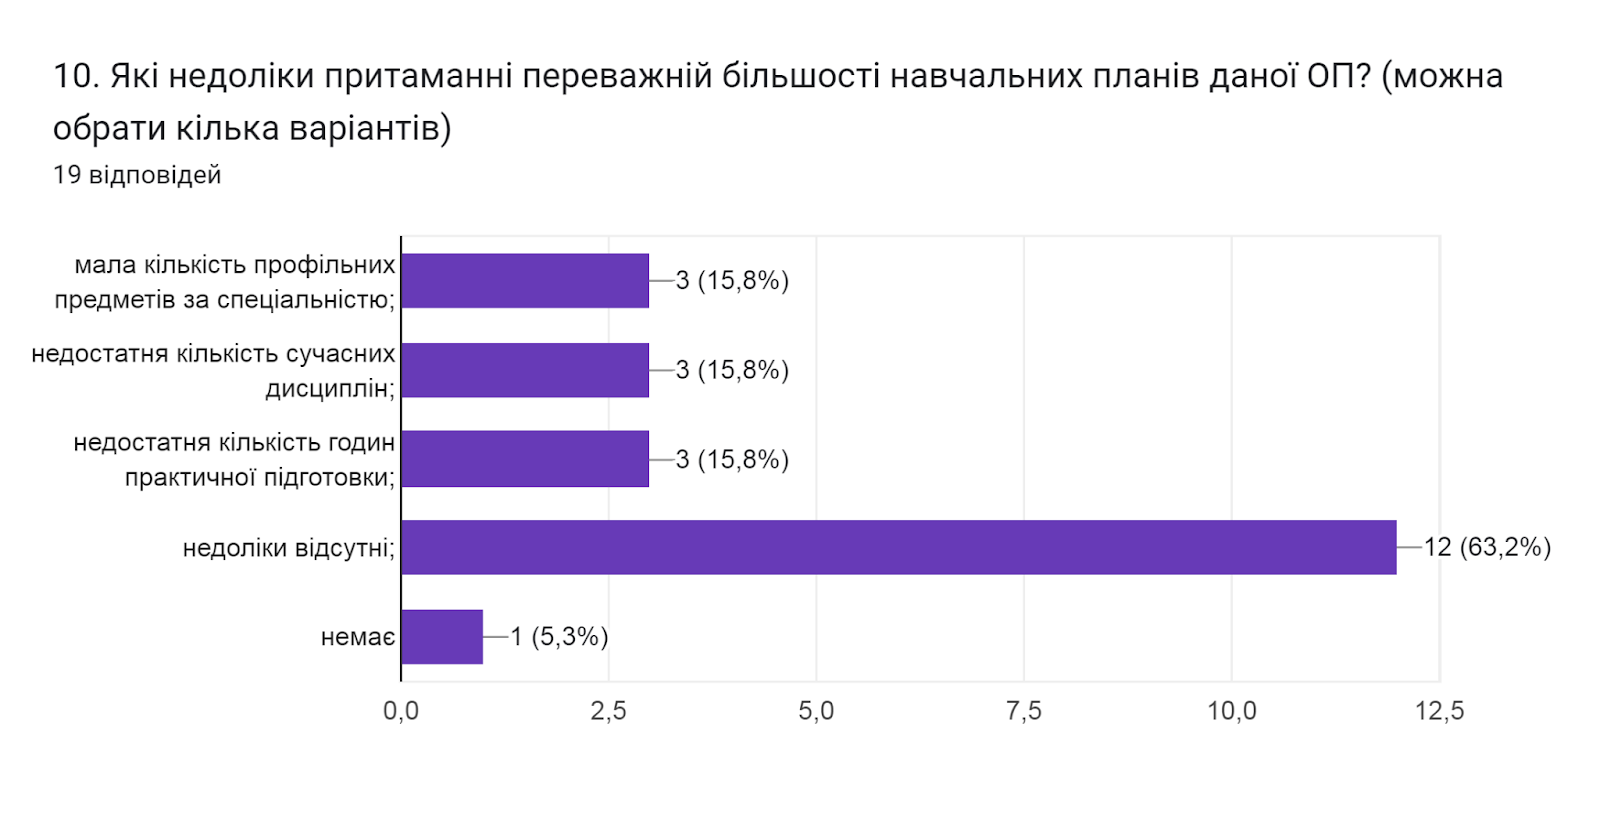 10. Які недоліки притаманні переважній більшості навчальних планів даної ОП? (можна
обрати кілька варіантів)
19 відповідей
мала кількість профільних
предметів за спеціальністю;
3 (15,8%)
недостатня кількість сучасних
дисциплін;
3 (15,8%)
недостатня кількість годин
практичної підготовки;
3 (15,8%)
недоліки відсутні;
12 (63,2%)
немає
1 (5,3%)
0,0
2,5
5,0
7,5
10,0
12,5